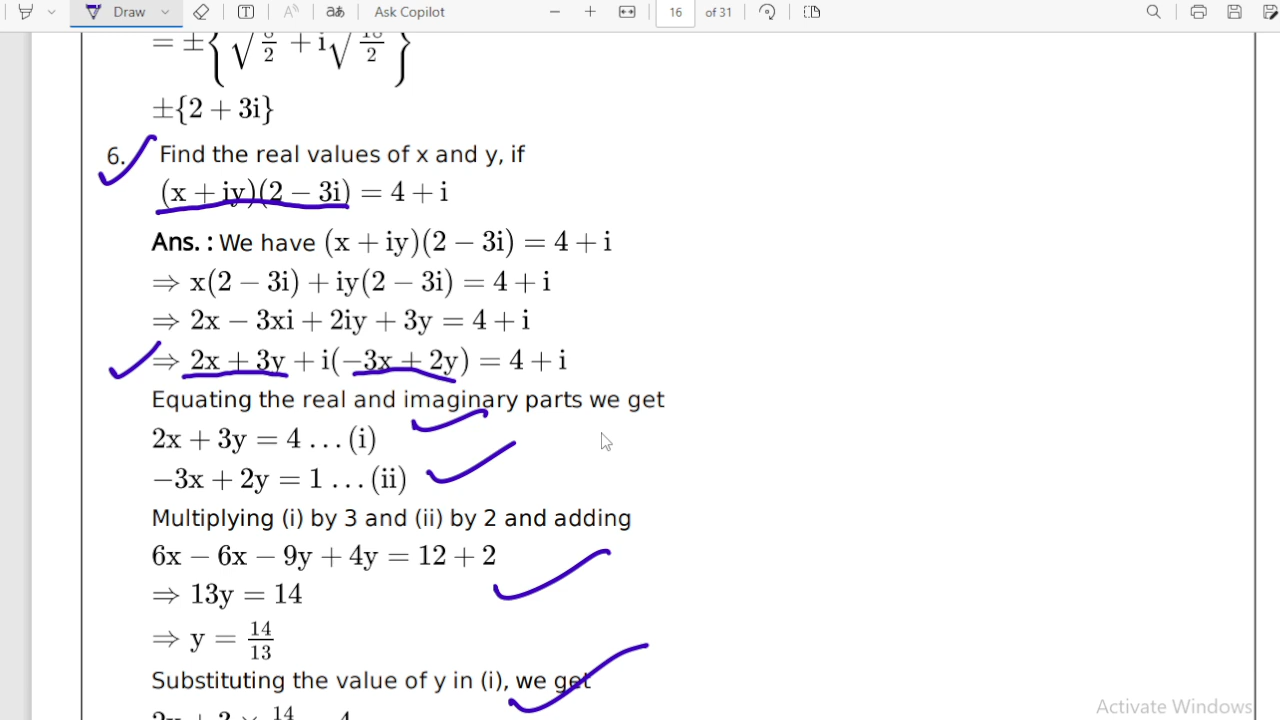 Draw Ask Copilot 16 of 31
= ±{√ 2 + i√ 2}
±{2 + 3i}
6. Find the real values of x and y, if
(x + iy)(2 − 3i) = 4 + i
Ans. : We have (x + iy)(2 − 3i) = 4 + i
⇒ x(2 − 3i) + iy(2 − 3i) = 4 + i
⇒ 2x − 3xi + 2iy + 3y = 4 + i
⇒ 2x + 3y + i(−3x + 2y) = 4 + i
Equating the real and imaginary parts we get
2x + 3y = 4 … (i)
−3x + 2y = 1 … (ii)
Multiplying (i) by 3 and (ii) by 2 and adding
6x − 6x − 9y + 4y = 12 + 2
⇒ 13y = 14
⇒ y = 14/13
Substituting the value of y in (i), we get
14
Activate Windows